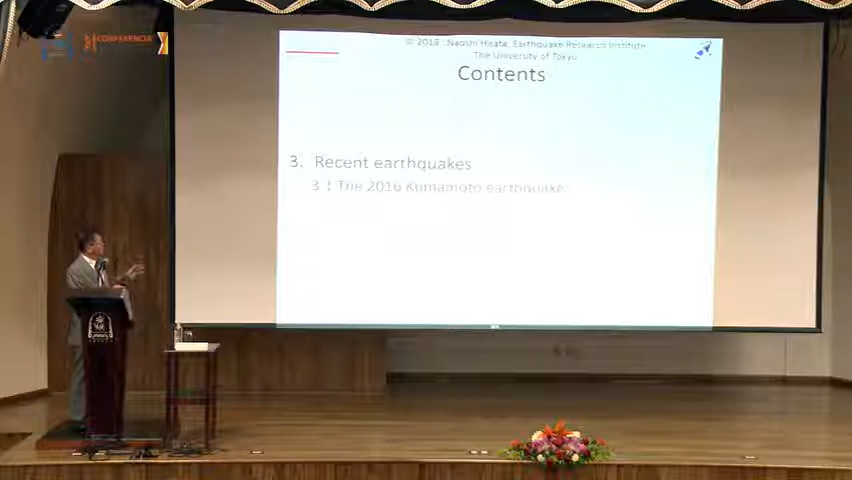 CONFERENCIA
© 2018 : Naoshi Hirata, Earthquake Research Institute
The University of Tokyo
Contents
3. Recent earthquakes
3.1 The 2016 Kumamoto earthquake